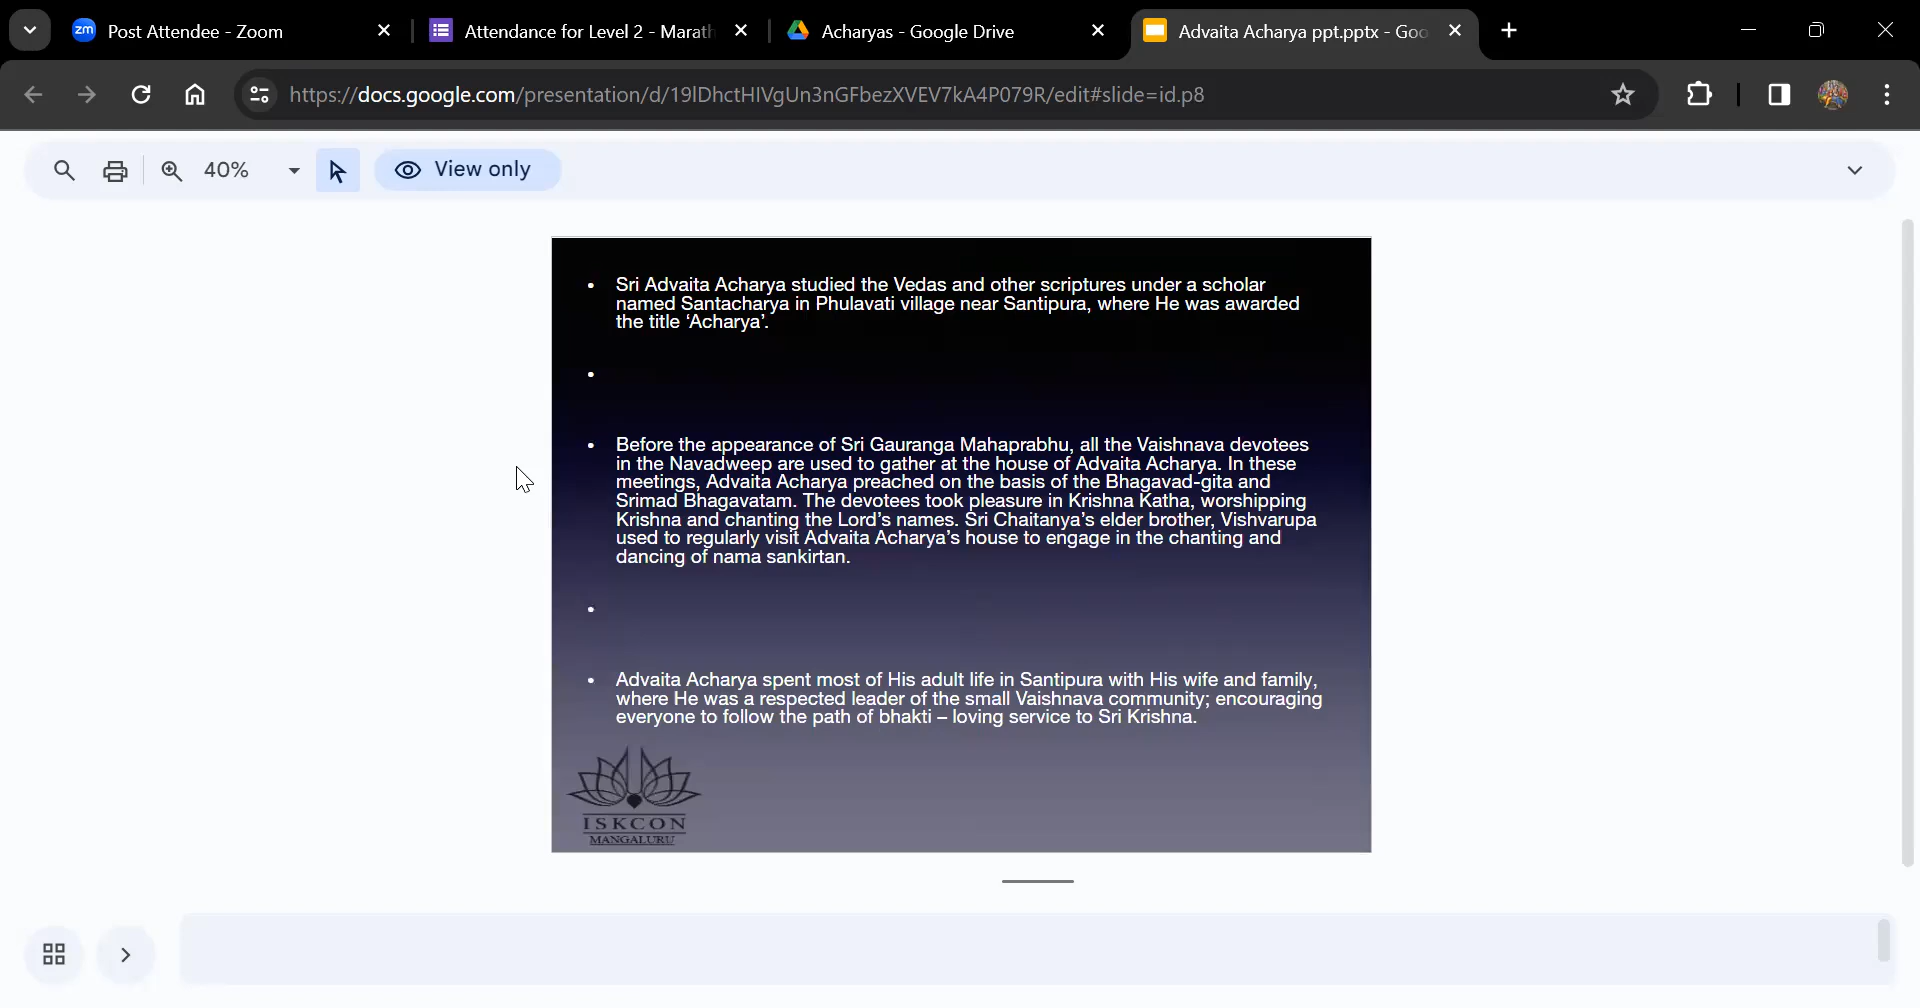 Post Attendee - Zoom
Attendance for Level 2 - Marath
Acharyas - Google Drive
Advaita Acharya ppt.pptx - Goo
https://docs.google.com/presentation/d/19IDhctHIVgUn3nGFbezXVEV7kA4P079R/edit#slide=id.p8
40%
View only
• Sri Advaita Acharya studied the Vedas and other scriptures under a scholar
named Santacharya in Phulavati village near Santipura, where He was awarded
the title ‘Acharya’.
•
• Before the appearance of Sri Gauranga Mahaprabhu, all the Vaishnava devotees
in the Navadweep are used to gather at the house of Advaita Acharya. In these
meetings, Advaita Acharya preached on the basis of the Bhagavad-gita and
Srimad Bhagavatam. The devotees took pleasure in Krishna Katha, worshipping
Krishna and chanting the Lord’s names. Sri Chaitanya’s elder brother, Vishvarupa
used to regularly visit Advaita Acharya’s house to engage in the chanting and
dancing of nama sankirtan.
•
• Advaita Acharya spent most of His adult life in Santipura with His wife and family,
where He was a respected leader of the small Vaishnava community; encouraging
everyone to follow the path of bhakti – loving service to Sri Krishna.
ISKCON
MANGALURU